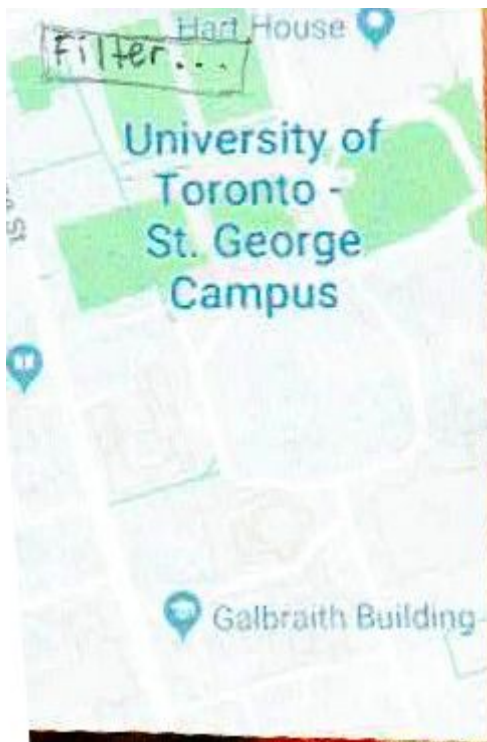 Hart House
Filter...
University of
Toronto -
St. George
Campus
Galbraith Building